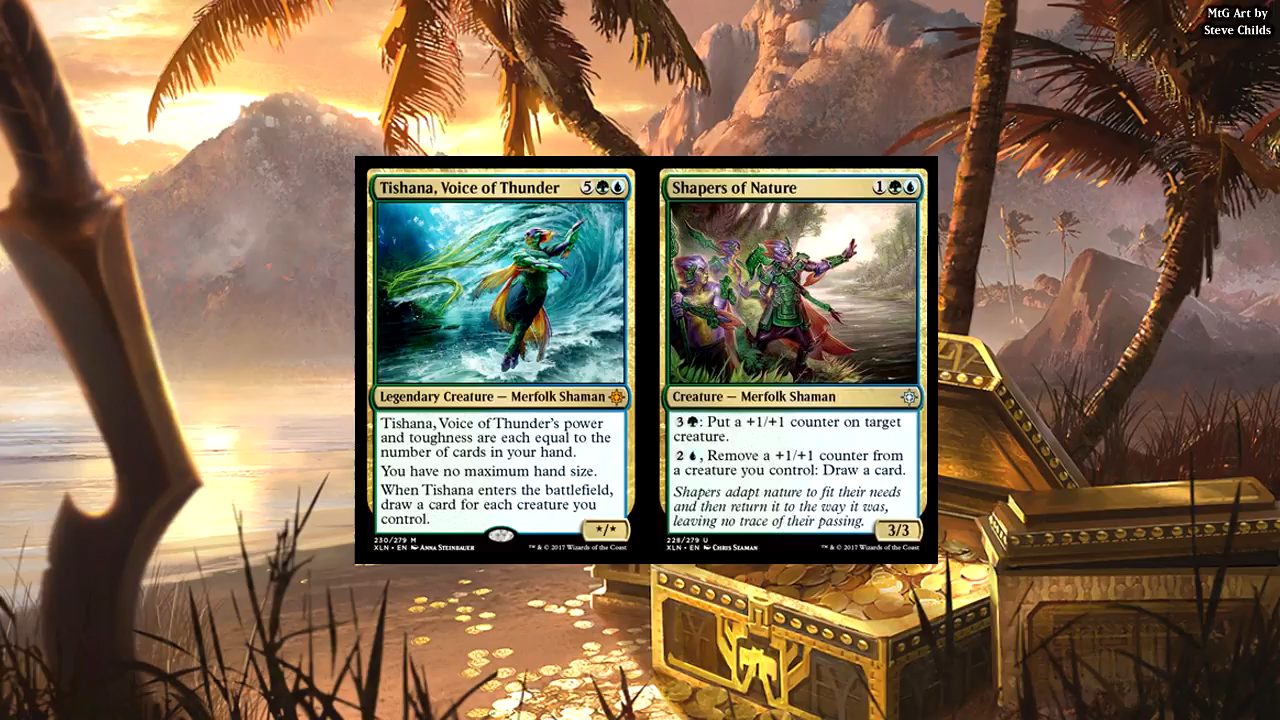 MtG Art by
Steve Childs
Tishana, Voice of Thunder 5
Legendary Creature — Merfolk Shaman
Tishana, Voice of Thunder's power
and toughness are each equal to the
number of cards in your hand.
You have no maximum hand size.
When Tishana enters the battlefield,
draw a card for each creature you
control.
*/*
230/279 M
XLN • EN Anna Steinbauer
™ & © 2017 Wizards of the Coast
Shapers of Nature 1
Creature — Merfolk Shaman
3 : Put a +1/+1 counter on target
creature.
2 , Remove a +1/+1 counter from
a creature you control: Draw a card.
Shapers adapt nature to fit their needs
and then return it to the way it was,
leaving no trace of their passing.
3/3
228/279 U
XLN • EN Chris Seaman
™ & © 2017 Wizards of the Coast